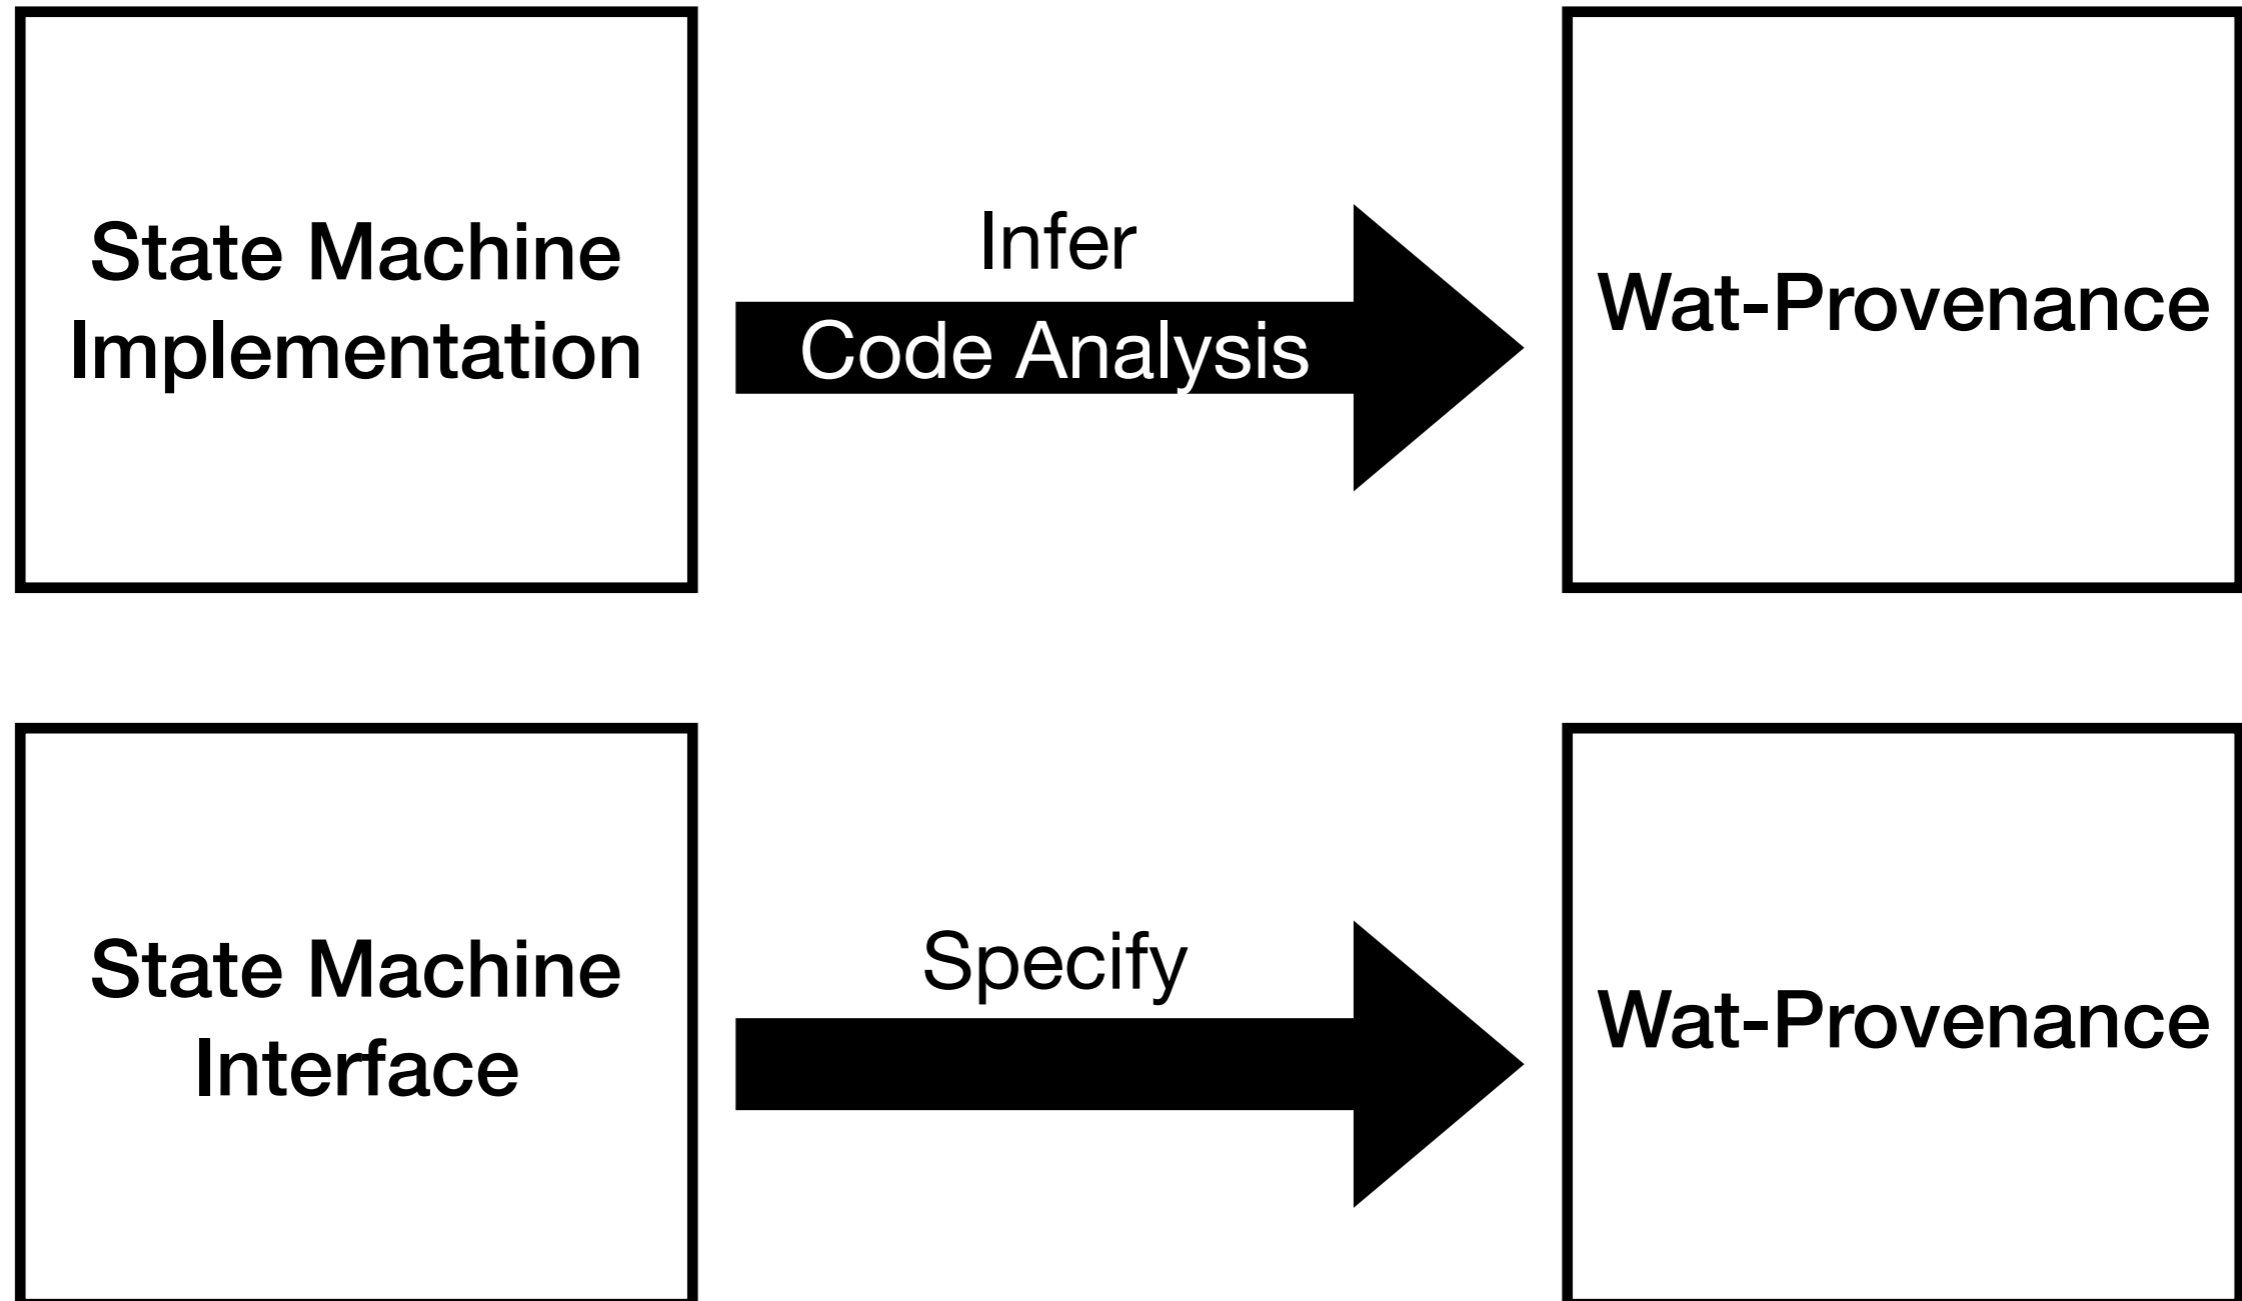 State Machine
Implementation
Infer
Code Analysis
Wat-Provenance
State Machine
Interface
Specify
Wat-Provenance